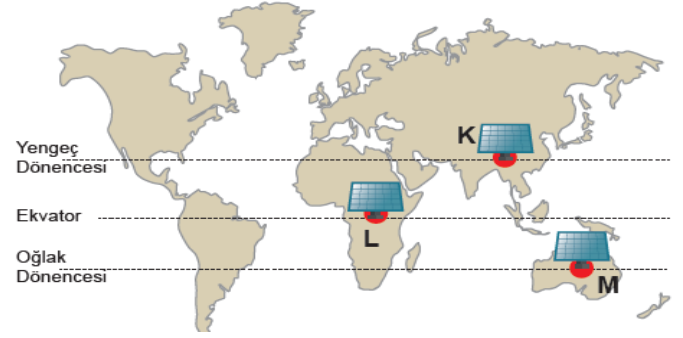 K
Yengeç
Dönencesi
Ekvator
L
Oğlak
Dönencesi
M